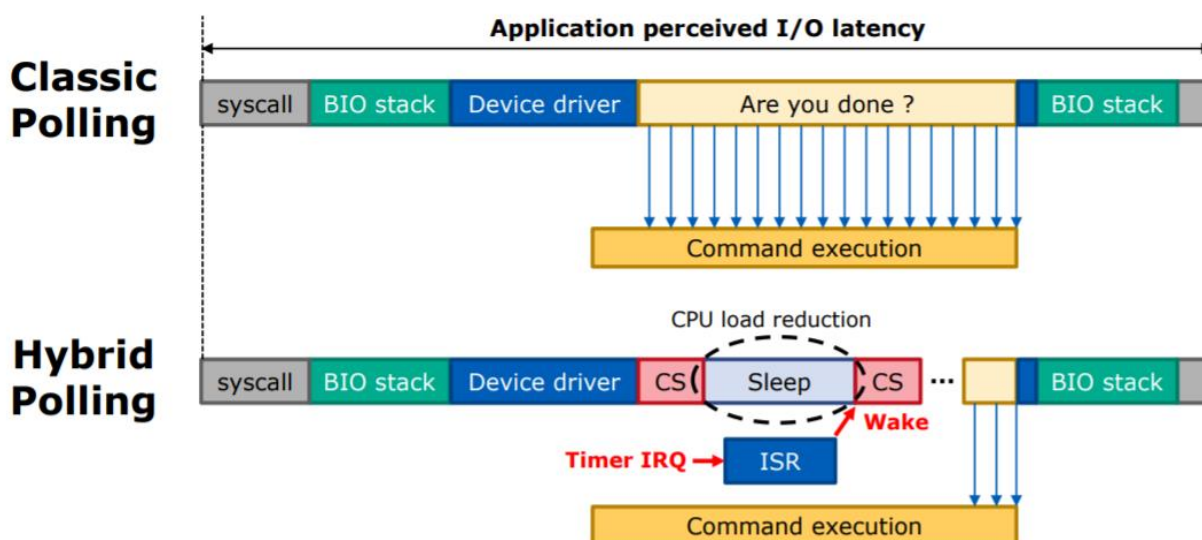 Application perceived I/O latency
Classic
Polling
syscall BIO stack Device driver Are you done ? BIO stack
Command execution
CPU load reduction
Hybrid
Polling
syscall BIO stack Device driver CS Sleep CS ... BIO stack
Wake
Timer IRQ ISR
Command execution